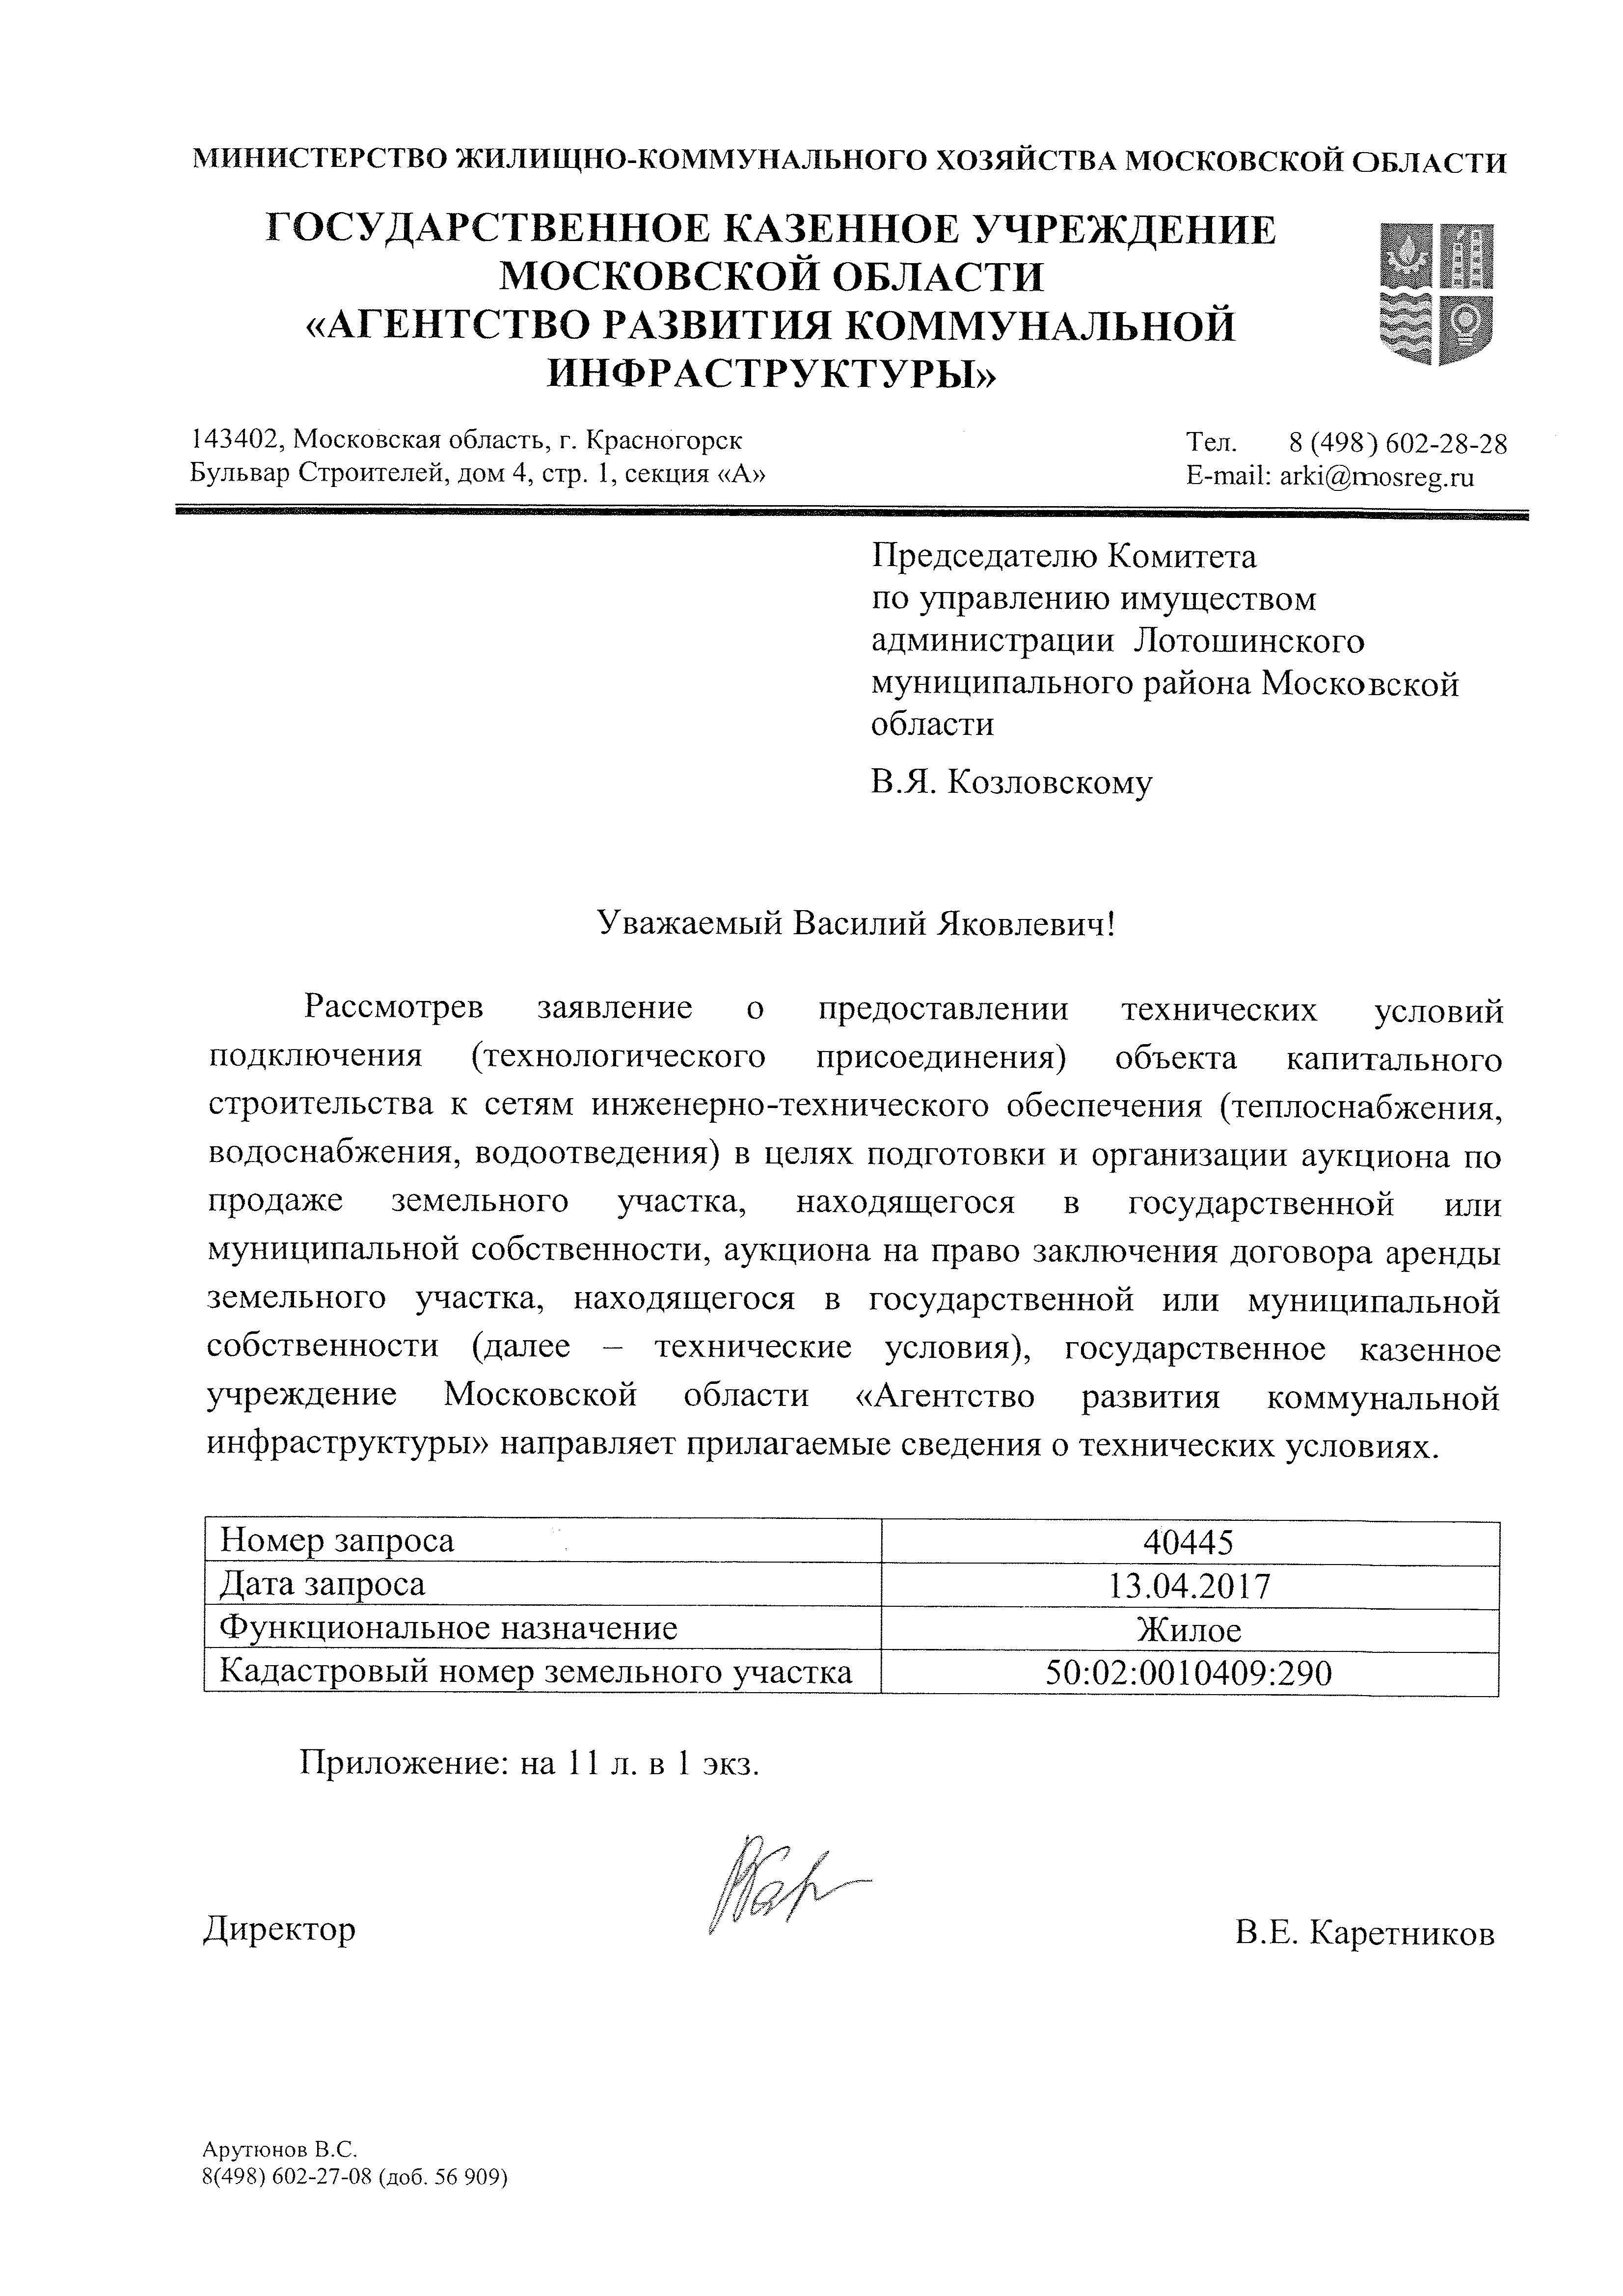 МИНИСТЕРСТВО ЖИЛИЩНО-КОММУНАЛЬНОГО ХОЗЯЙСТВА МОСКОВСКОЙ ОБЛАСТИ
ГОСУДАРСТВЕННОЕ КАЗЕННОЕ УЧРЕЖДЕНИЕ
МОСКОВСКОЙ ОБЛАСТИ
«АГЕНТСТВО РАЗВИТИЯ КОММУНАЛЬНОЙ
ИНФРАСТРУКТУРЫ»
143402, Московская область, г. Красногорск
Бульвар Строителей, дом 4, стр. 1, секция «А»
Тел. 8 (498) 602-28-28
E-mail: arki@mosreg.ru
Председателю Комитета
по управлению имуществом
администрации Лотошинского
муниципального района Московской
области
В.Я. Козловскому
Уважаемый Василий Яковлевич!
Рассмотрев заявление о предоставлении технических условий
подключения (технологического присоединения) объекта капитального
строительства к сетям инженерно-технического обеспечения (теплоснабжения,
водоснабжения, водоотведения) в целях подготовки и организации аукциона по
продаже земельного участка, находящегося в государственной или
муниципальной собственности, аукциона на право заключения договора аренды
земельного участка, находящегося в государственной или муниципальной
собственности (далее – технические условия), государственное казенное
учреждение Московской области «Агентство развития коммунальной
инфраструктуры» направляет прилагаемые сведения о технических условиях.
Номер запроса 40445
Дата запроса 13.04.2017
Функциональное назначение Жилое
Кадастровый номер земельного участка 50:02:0010409:290
Приложение: на 11 л. в 1 экз.
Директор В.Е. Каретников
Арутюнов В.С.
8(498) 602-27-08 (доб. 56 909)